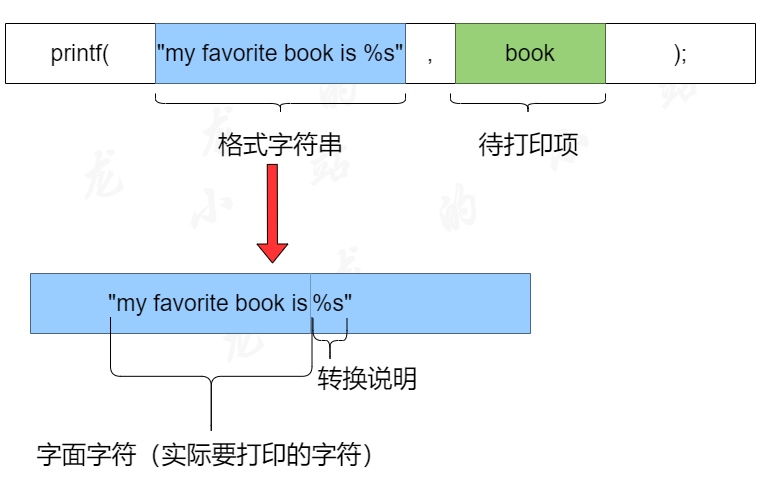 printf( "my favorite book is %s" , book );
格式字符串 待打印项
"my favorite book is %s"
转换说明
字面字符（实际要打印的字符）